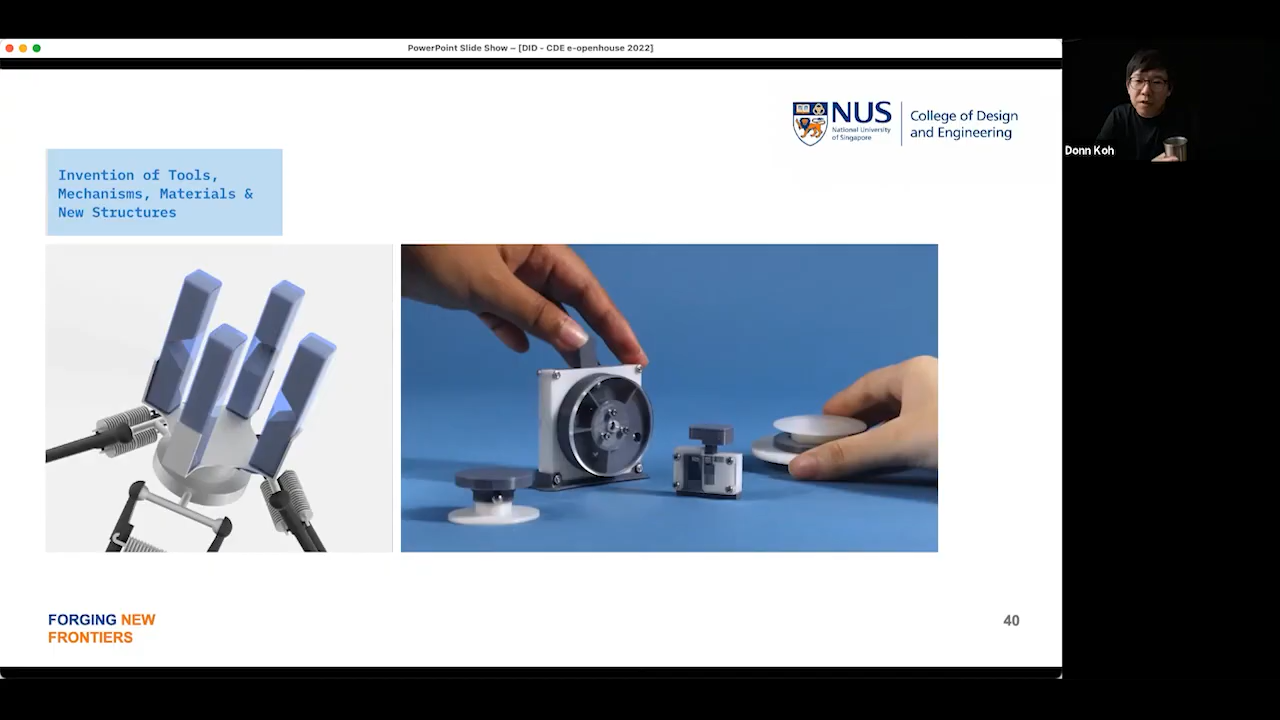 PowerPoint Slide Show – [DID - CDE e-openhouse 2022]
NUS
National University
of Singapore
College of Design
and Engineering
Donn Koh
Invention of Tools,
Mechanisms, Materials &
New Structures
FORGING NEW
FRONTIERS
40